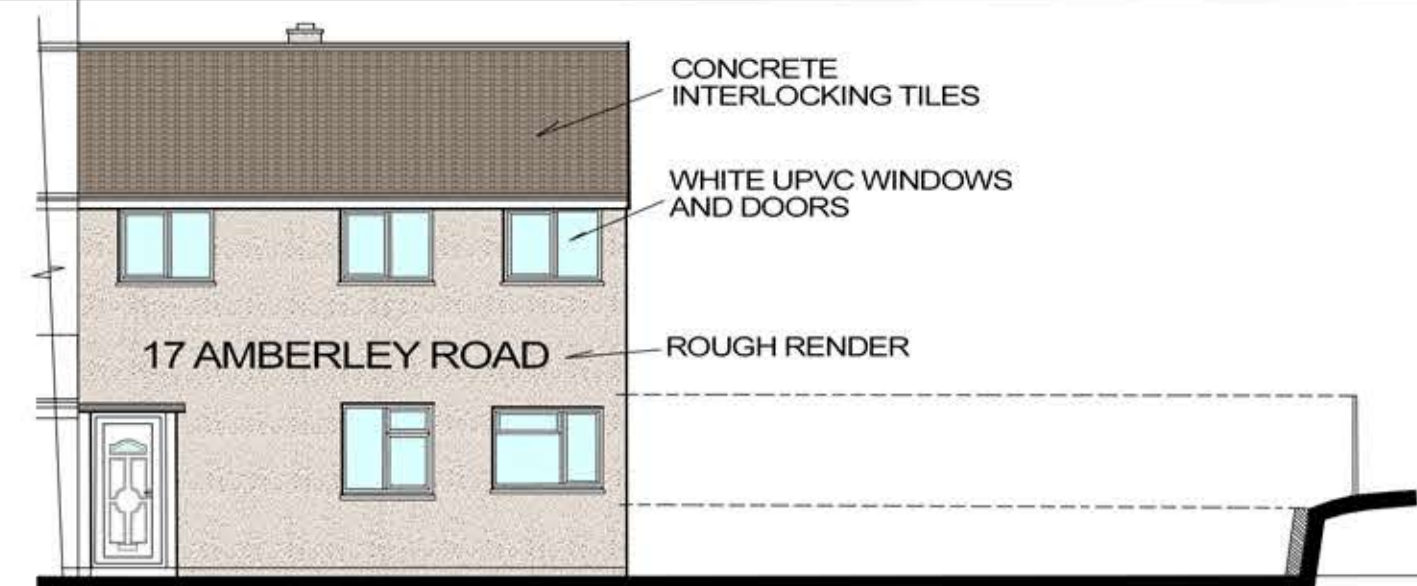 CONCRETE
INTERLOCKING TILES
WHITE UPVC WINDOWS
AND DOORS
17 AMBERLEY ROAD
ROUGH RENDER